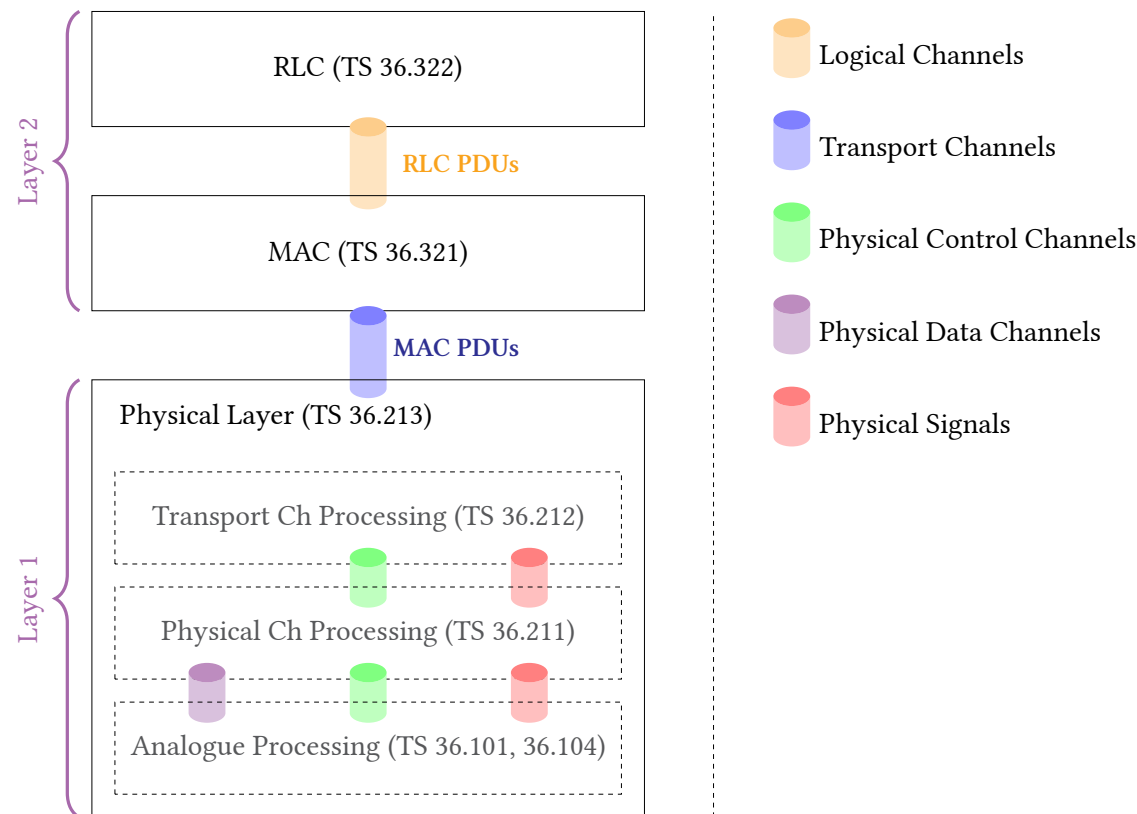 Layer 2
RLC (TS 36.322)
RLC PDUs
MAC (TS 36.321)
MAC PDUs
Layer 1
Physical Layer (TS 36.213)
Transport Ch Processing (TS 36.212)
Physical Ch Processing (TS 36.211)
Analogue Processing (TS 36.101, 36.104)
Logical Channels
Transport Channels
Physical Control Channels
Physical Data Channels
Physical Signals